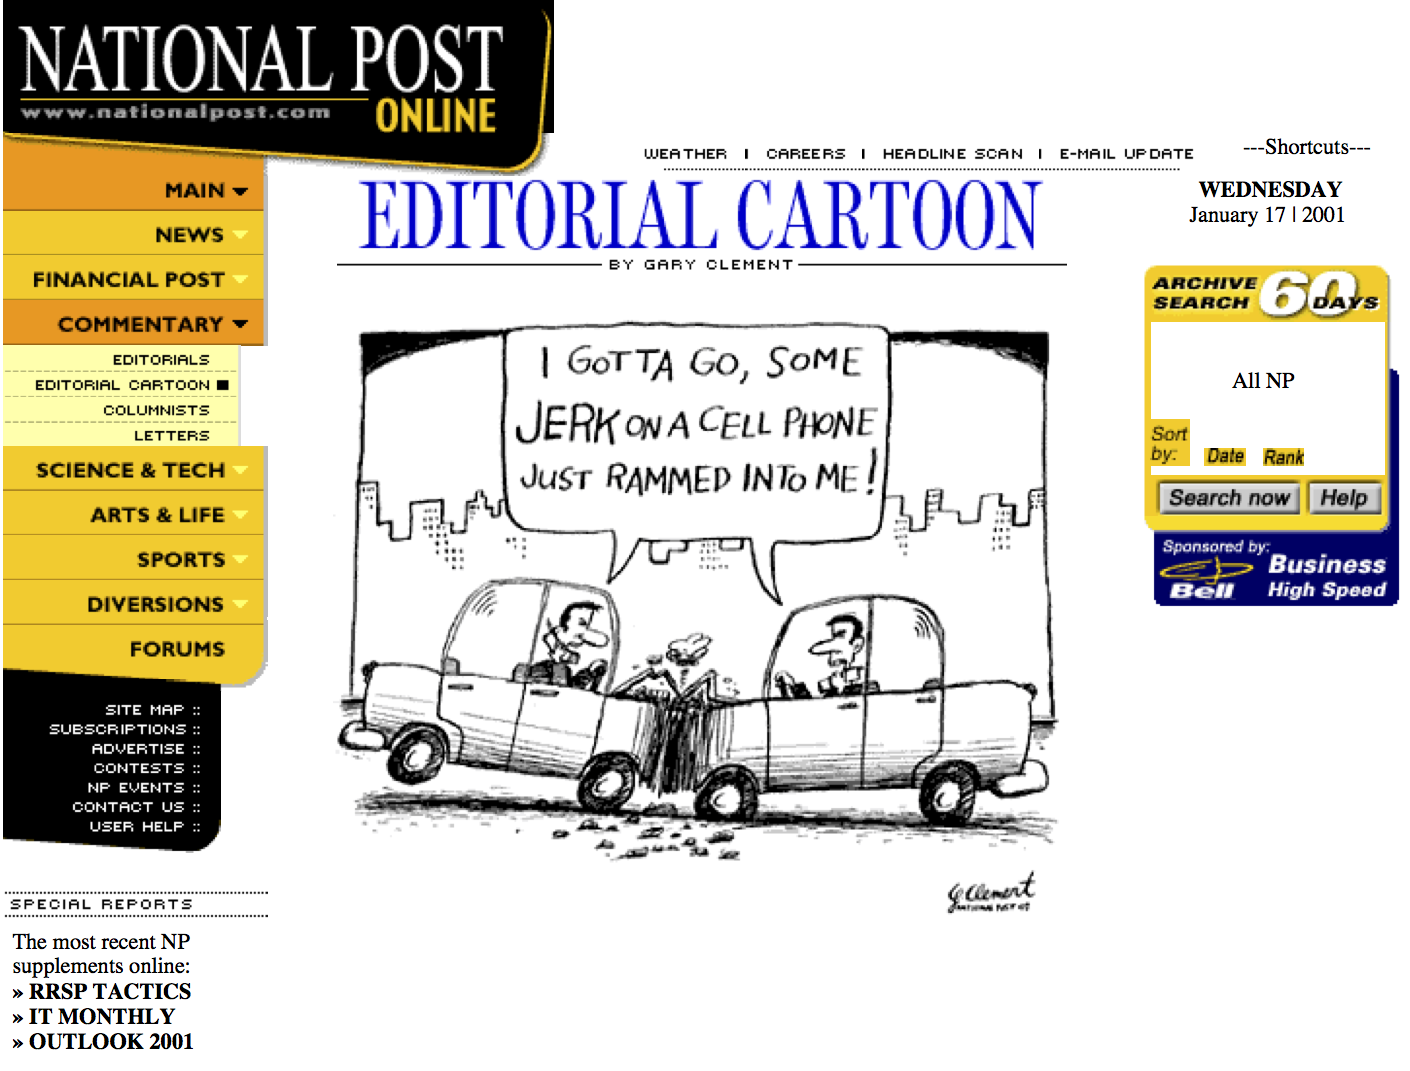 NATIONAL POST
www.nationalpost.com
ONLINE
WEATHER | CAREERS | HEADLINE SCAN | E-MAIL UPDATE
---Shortcuts---
WEDNESDAY
January 17 | 2001
MAIN
NEWS
FINANCIAL POST
COMMENTARY
EDITORIALS
EDITORIAL CARTOON
COLUMNISTS
LETTERS
SCIENCE & TECH
ARTS & LIFE
SPORTS
DIVERSIONS
FORUMS
SITE MAP ::
SUBSCRIPTIONS ::
ADVERTISE ::
CONTESTS ::
NP EVENTS ::
CONTACT US ::
USER HELP ::
SPECIAL REPORTS
The most recent NP
supplements online:
» RRSP TACTICS
» IT MONTHLY
» OUTLOOK 2001
EDITORIAL CARTOON
BY GARY CLEMENT
I GOTTA GO, SOME
JERK ON A CELL PHONE
JUST RAMMED INTO ME!
G Clement
NATIONAL POST
ARCHIVE
SEARCH
60
DAYS
All NP
Sort
by:
Date Rank
Search now Help
Sponsored by:
Bell
Business
High Speed